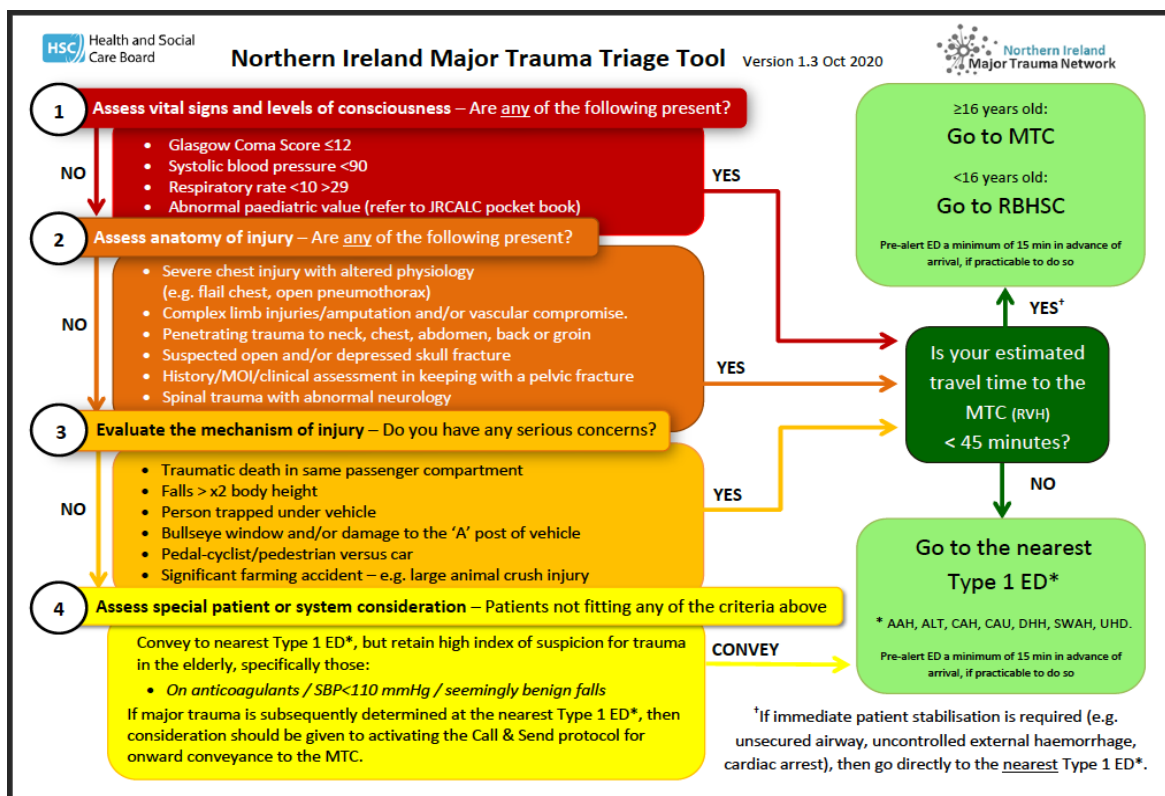 HSC
Health and Social
Care Board
Northern Ireland Major Trauma Triage Tool Version 1.3 Oct 2020
Northern Ireland
Major Trauma Network
1
Assess vital signs and levels of consciousness – Are any of the following present?
• Glasgow Coma Score ≤12
• Systolic blood pressure <90
• Respiratory rate <10 >29
• Abnormal paediatric value (refer to JRCALC pocket book)
NO
YES
2
Assess anatomy of injury – Are any of the following present?
• Severe chest injury with altered physiology
(e.g. flail chest, open pneumothorax)
• Complex limb injuries/amputation and/or vascular compromise.
• Penetrating trauma to neck, chest, abdomen, back or groin
• Suspected open and/or depressed skull fracture
• History/MOI/clinical assessment in keeping with a pelvic fracture
• Spinal trauma with abnormal neurology
NO
YES
3
Evaluate the mechanism of injury – Do you have any serious concerns?
• Traumatic death in same passenger compartment
• Falls > x2 body height
• Person trapped under vehicle
• Bullseye window and/or damage to the ‘A’ post of vehicle
• Pedal-cyclist/pedestrian versus car
• Significant farming accident – e.g. large animal crush injury
NO
YES
4
Assess special patient or system consideration – Patients not fitting any of the criteria above
Convey to nearest Type 1 ED*, but retain high index of suspicion for trauma
in the elderly, specifically those:
• On anticoagulants / SBP<110 mmHg / seemingly benign falls
If major trauma is subsequently determined at the nearest Type 1 ED*, then
consideration should be given to activating the Call & Send protocol for
onward conveyance to the MTC.
CONVEY
≥16 years old:
Go to MTC
<16 years old:
Go to RBHSC
Pre-alert ED a minimum of 15 min in advance of
arrival, if practicable to do so
YES†
Is your estimated
travel time to the
MTC (RVH)
< 45 minutes?
NO
Go to the nearest
Type 1 ED*
* AAH, ALT, CAH, CAU, DHH, SWAH, UHD.
Pre-alert ED a minimum of 15 min in advance of
arrival, if practicable to do so
†If immediate patient stabilisation is required (e.g.
unsecured airway, uncontrolled external haemorrhage,
cardiac arrest), then go directly to the nearest Type 1 ED*.